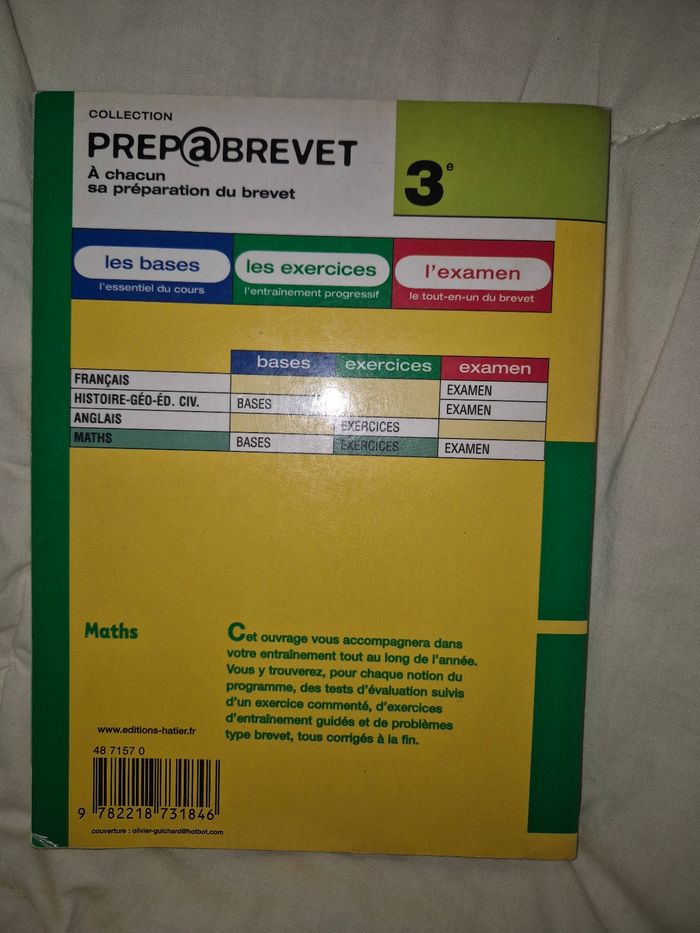 COLLECTION
PREP@BREVET
À chacun
sa préparation du brevet
3e
les bases
l'essentiel du cours
les exercices
l'entraînement progressif
l'examen
le tout-en-un du brevet
bases exercices examen
FRANÇAIS EXAMEN
HISTOIRE-GÉO-ÉD. CIV. BASES EXAMEN
ANGLAIS EXERCICES
MATHS BASES EXERCICES EXAMEN
Maths
Cet ouvrage vous accompagnera dans
votre entraînement tout au long de l'année.
Vous y trouverez, pour chaque notion du
programme, des tests d'évaluation suivis
d'un exercice commenté, d'exercices
d'entraînement guidés et de problèmes
type brevet, tous corrigés à la fin.
www.editions-hatier.fr
48 7157 0
9 782218 731846
couverture : olivier-guichard@hotbot.com